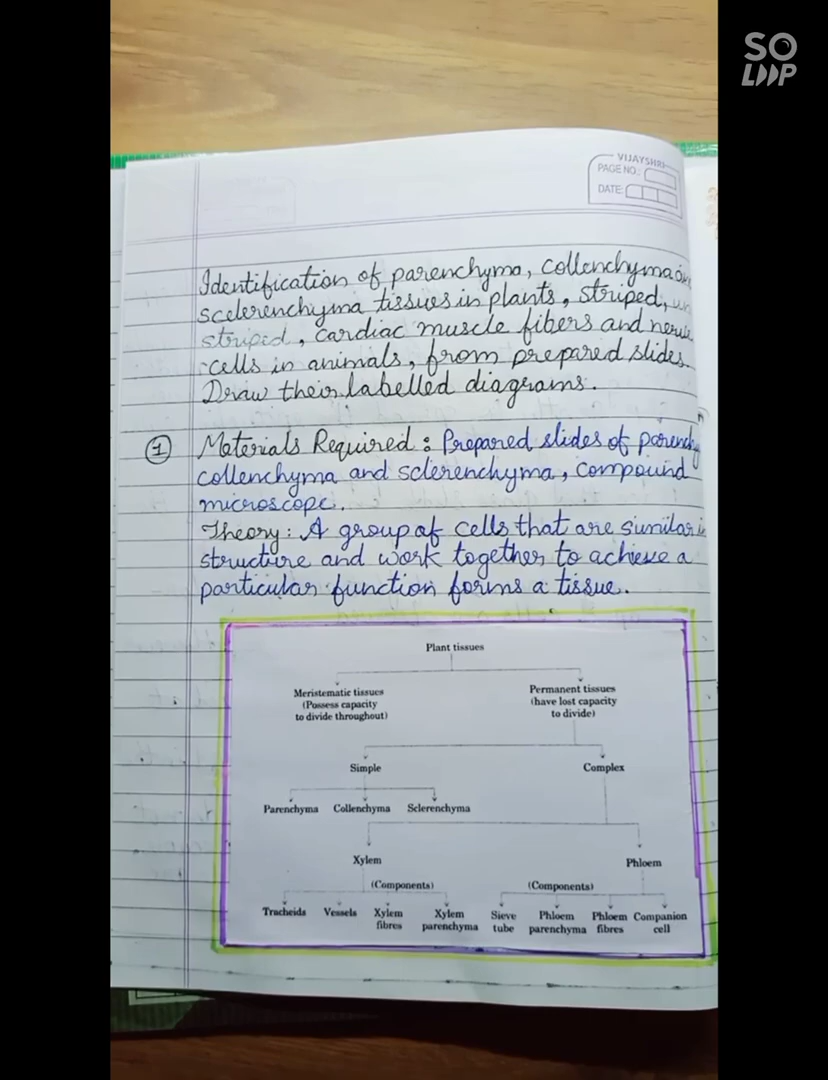 SO
LOOP
VIJAYSHRI
PAGE NO.:
DATE:
Identification of parenchyma, collenchyma
scelerenchyma tissues in plants, striped,
striped, cardiac muscle fibers and nerve
cells in animals, from prepared slides.
Draw their labelled diagrams.
1 Materials Required : Prepared slides of parenchy
collenchyma and sclerenchyma, compound
microscope.
Theory : A group of cells that are similar in
structure and work together to achieve a
particular function forms a tissue.
Plant tissues
Meristematic tissues
(Possess capacity
to divide throughout)
Permanent tissues
(have lost capacity
to divide)
Simple
Complex
Parenchyma Collenchyma Sclerenchyma
Xylem
Phloem
(Components)
(Components)
Tracheids Vessels Xylem fibres Xylem parenchyma Sieve tube Phloem parenchyma Phloem fibres Companion cell